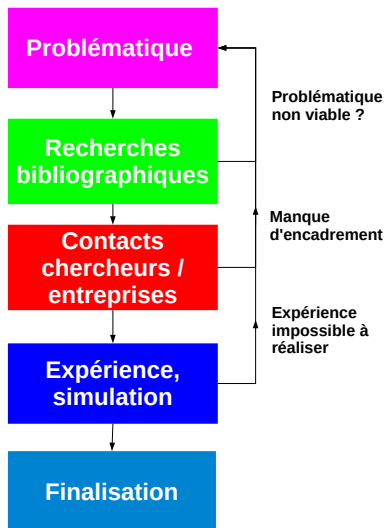 Problématique
Problématique
non viable ?
Recherches
bibliographiques
Manque
d'encadrement
Contacts
chercheurs /
entreprises
Expérience
impossible à
réaliser
Expérience,
simulation
Finalisation